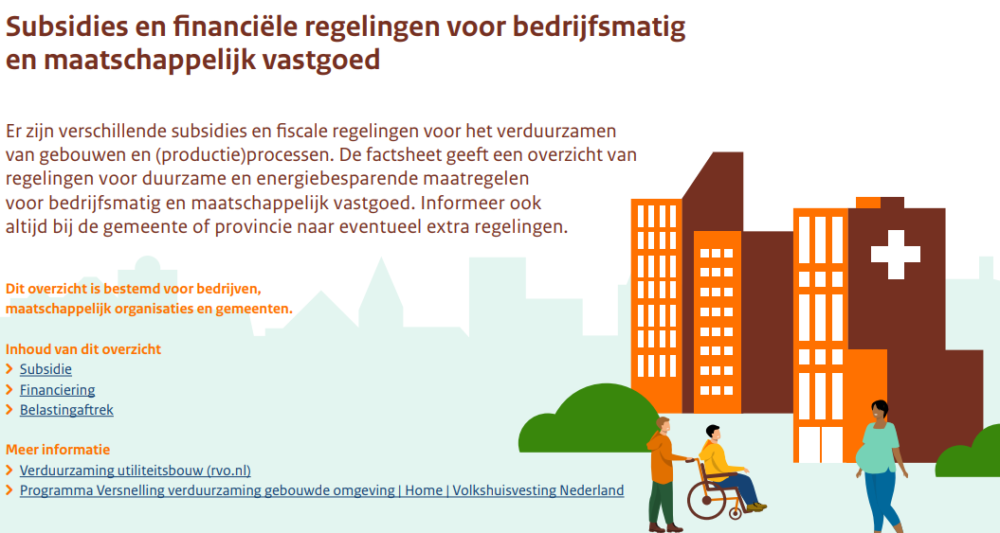 Subsidies en financiële regelingen voor bedrijfsmatig
en maatschappelijk vastgoed
Er zijn verschillende subsidies en fiscale regelingen voor het verduurzamen
van gebouwen en (productie)processen. De factsheet geeft een overzicht van
regelingen voor duurzame en energiebesparende maatregelen
voor bedrijfsmatig en maatschappelijk vastgoed. Informeer ook
altijd bij de gemeente of provincie naar eventueel extra regelingen.
Dit overzicht is bestemd voor bedrijven,
maatschappelijk organisaties en gemeenten.
Inhoud van dit overzicht
Subsidie
Financiering
Belastingaftrek
Meer informatie
Verduurzaming utiliteitsbouw (rvo.nl)
Programma Versnelling verduurzaming gebouwde omgeving | Home | Volkshuisvesting Nederland